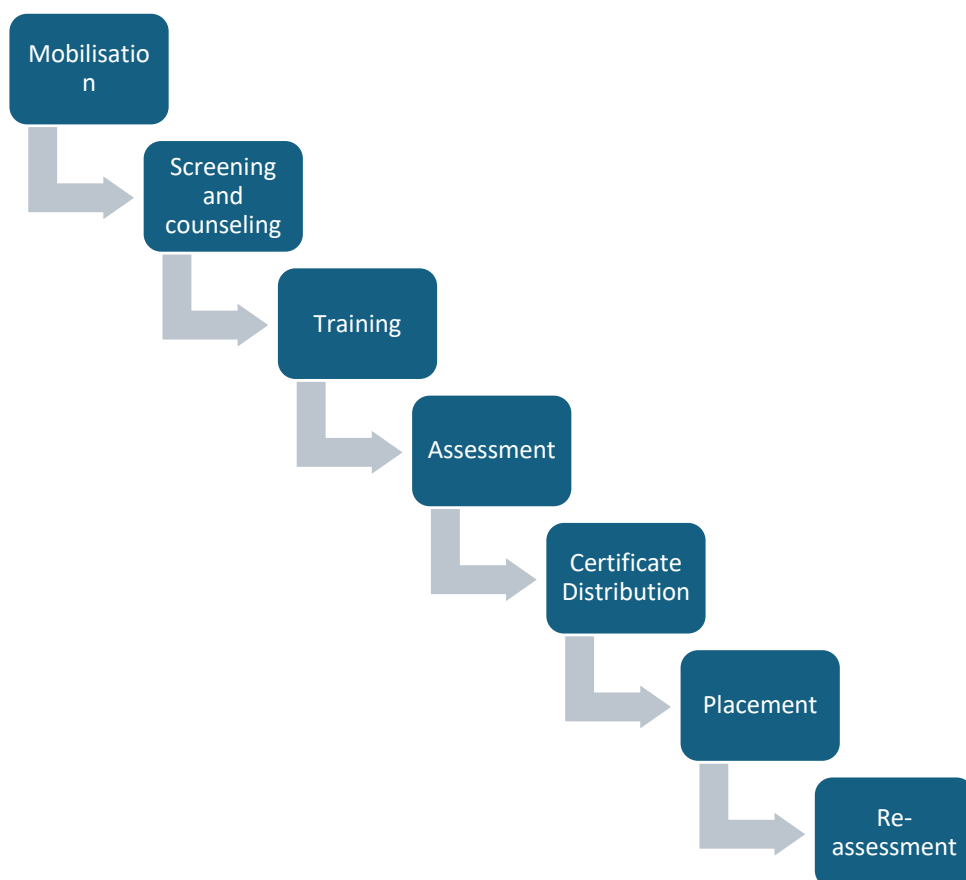 Mobilisatio
n
Screening
and
counseling
Training
Assessment
Certificate
Distribution
Placement
Re-
assessment